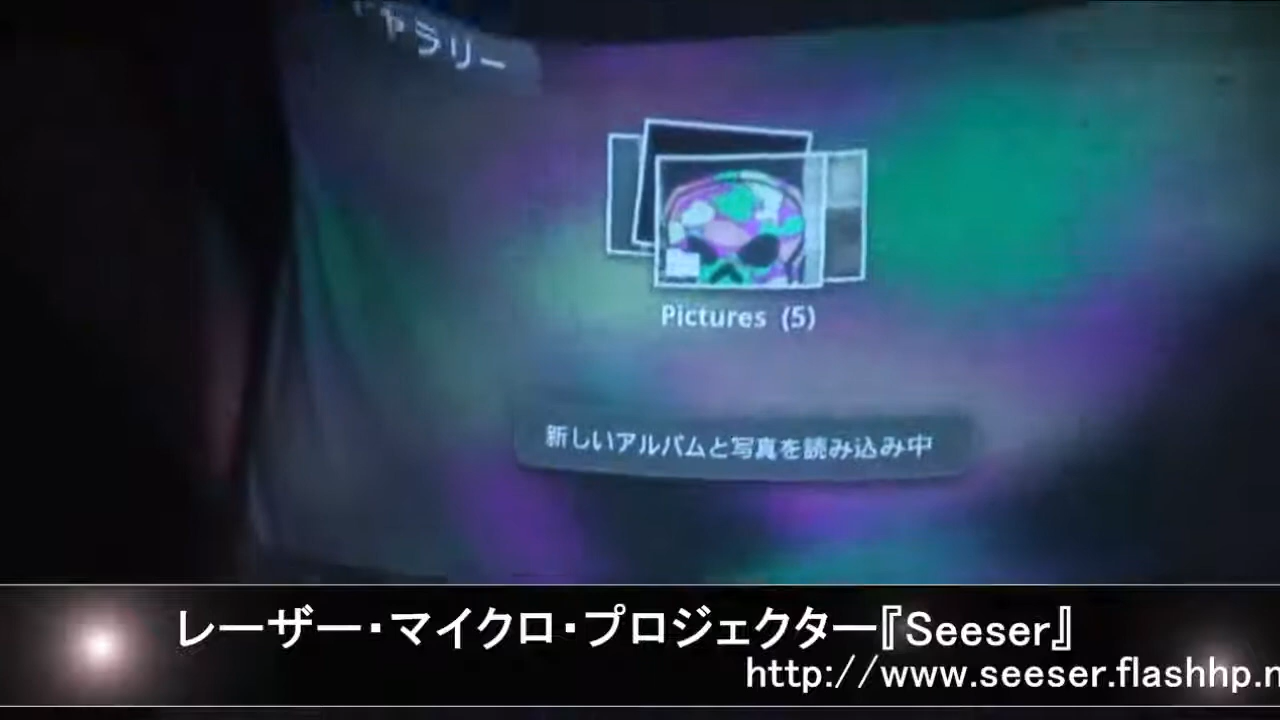 ャラリー
Pictures (5)
新しいアルバムと写真を読み込み中
レーザー・マイクロ・プロジェクター『Seeser』
http://www.seeser.flashhp.n